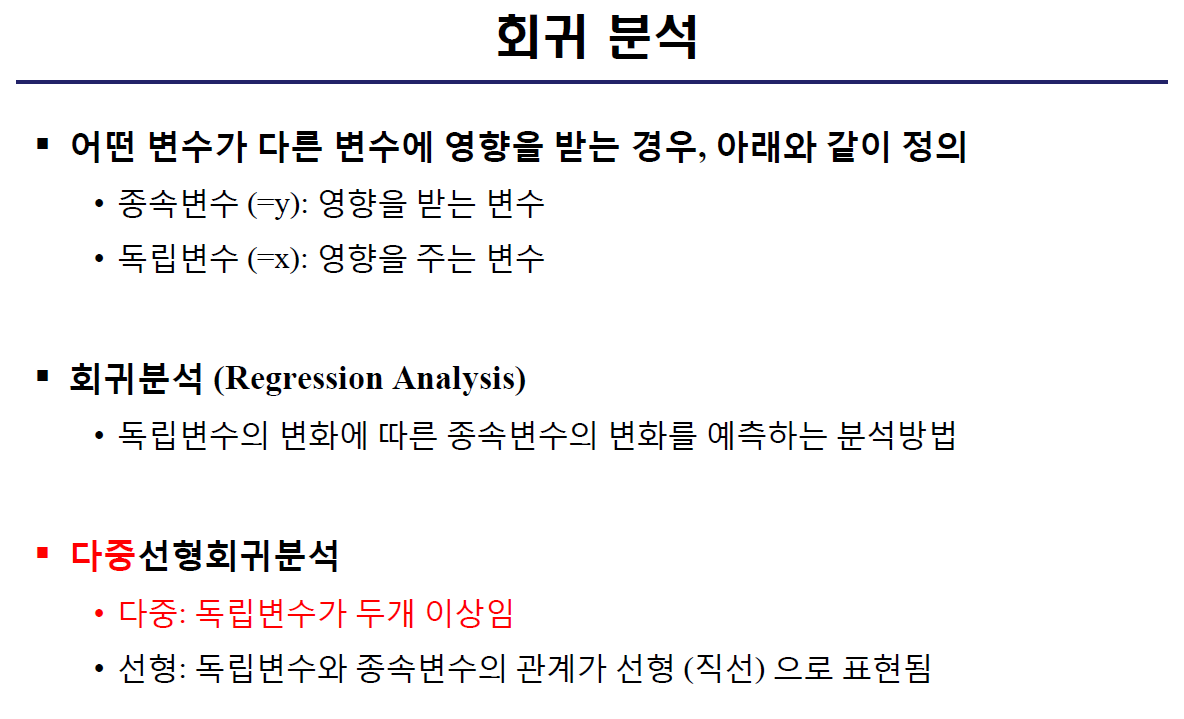 회귀 분석
▪ 어떤 변수가 다른 변수에 영향을 받는 경우, 아래와 같이 정의
• 종속변수 (=y): 영향을 받는 변수
• 독립변수 (=x): 영향을 주는 변수
▪ 회귀분석 (Regression Analysis)
• 독립변수의 변화에 따른 종속변수의 변화를 예측하는 분석방법
▪ 다중선형회귀분석
• 다중: 독립변수가 두개 이상임
• 선형: 독립변수와 종속변수의 관계가 선형 (직선) 으로 표현됨